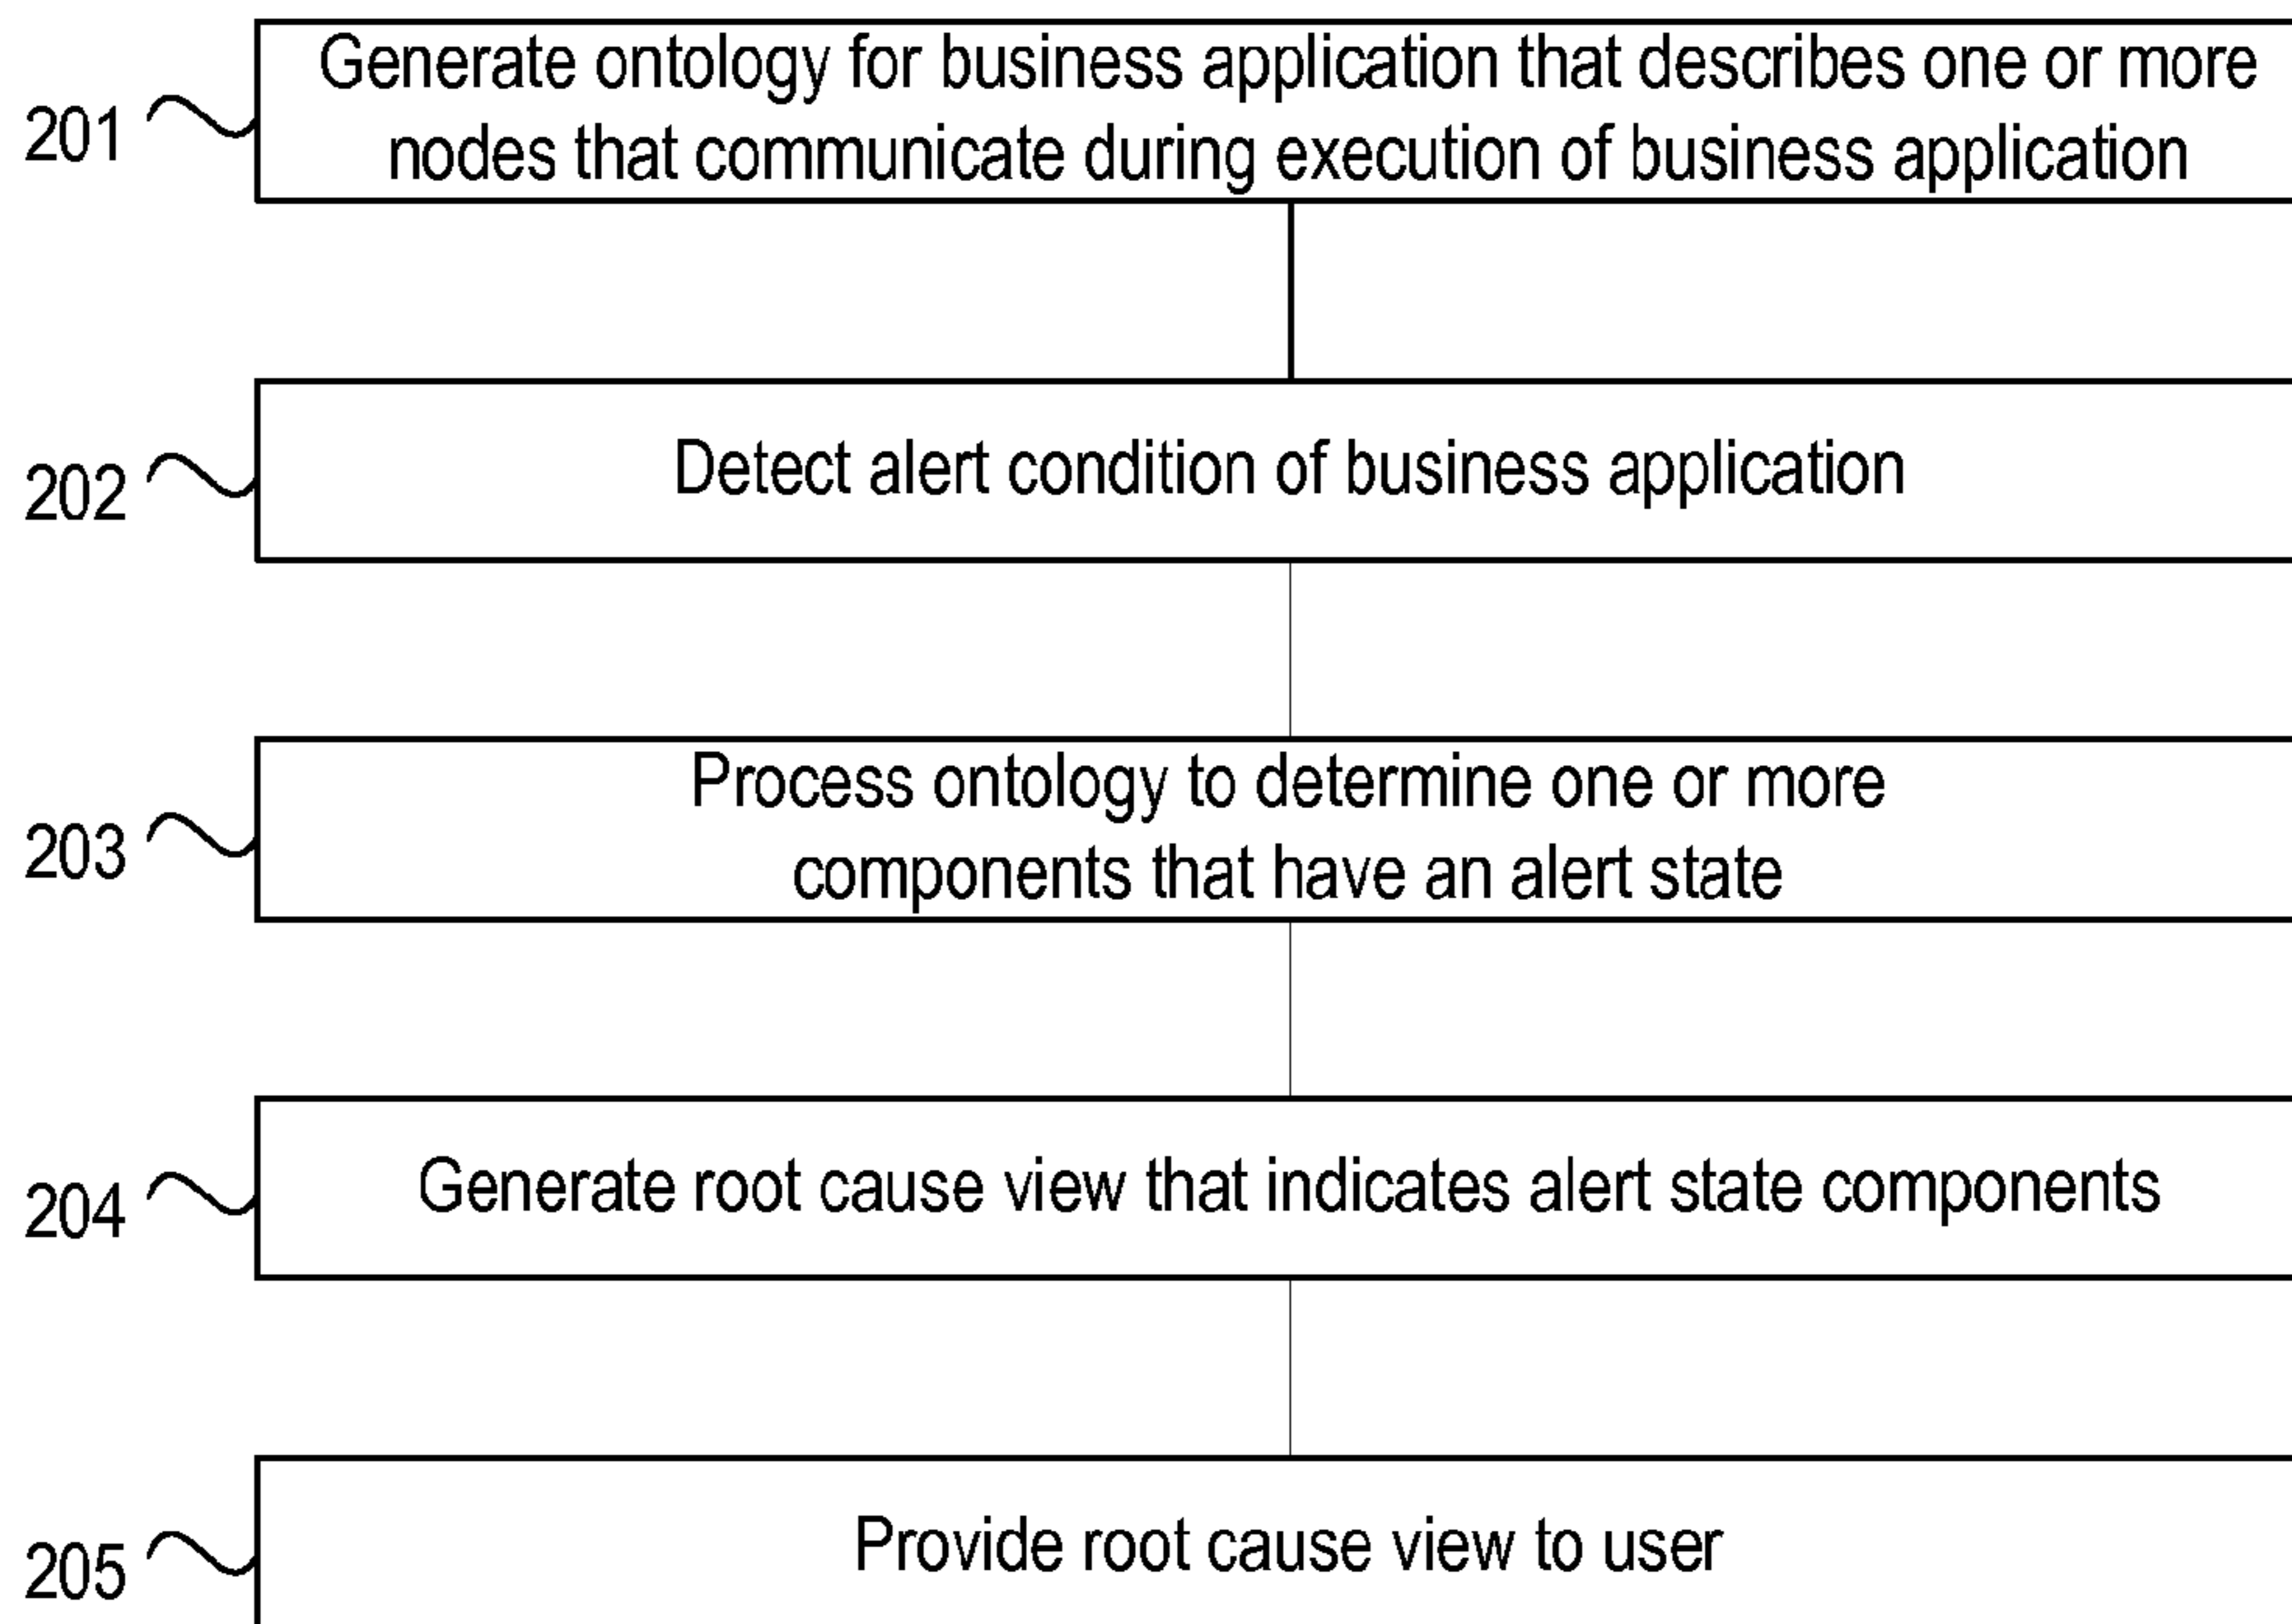 Generate ontology for business application that describes one or more
201
nodes that communicate during execution of business application
Detect alert condition of business application
202
Process ontology to determine one or more
203
components that have an alert state
Generate root cause view that indicates alert state components
204
Provide root cause view to user
205